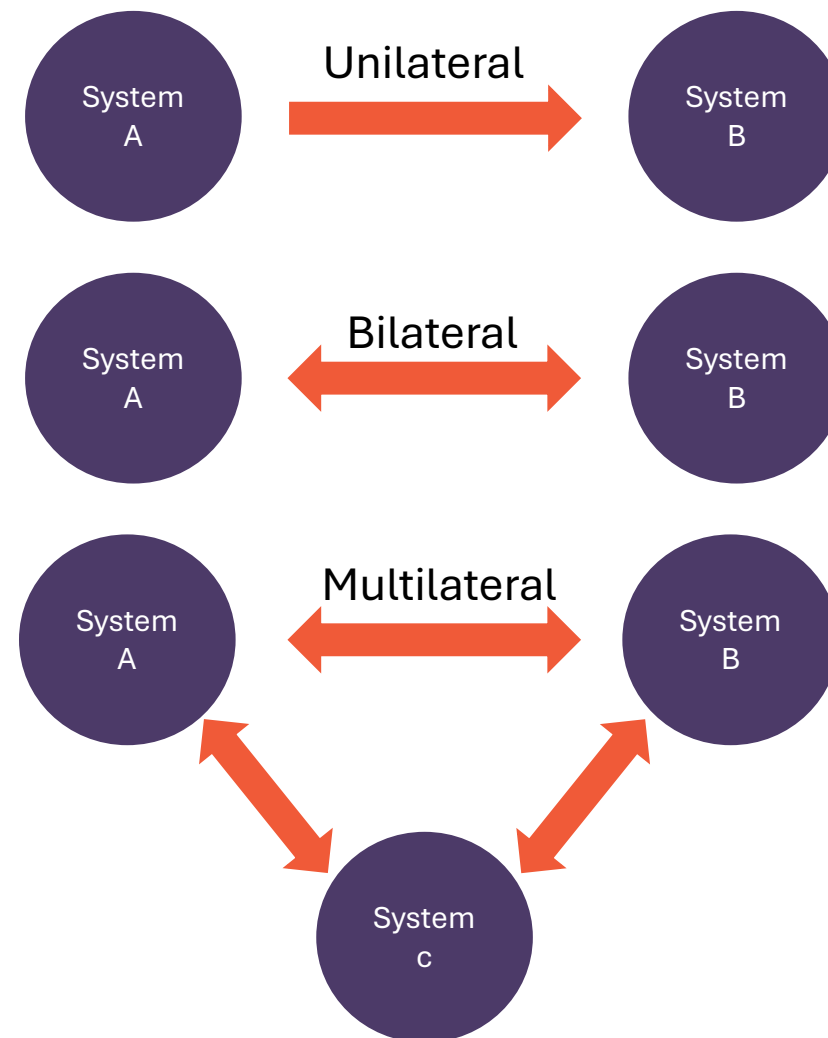 Unilateral
System
A
System
B
Bilateral
System
A
System
B
Multilateral
System
A
System
B
System
c